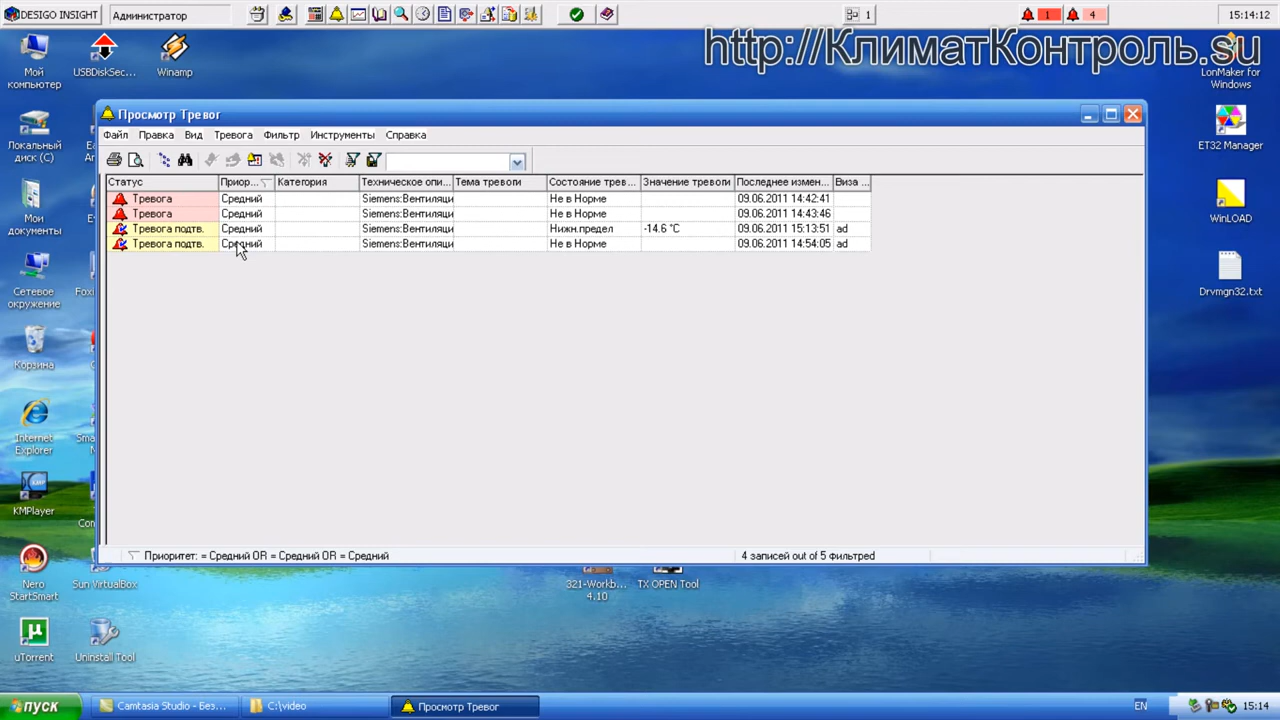 DESIGO INSIGHT
Администратор
1
1
4
15:14:12
http://КлиматКонтроль.su
Мой компьютер
USBDiskSec...
Winamp
LonMaker for Windows
Просмотр Тревог
Файл Правка Вид Тревога Фильтр Инструменты Справка
Локальный диск (C)
ET32 Manager
Статус Приор... Категория Техническое опи... Тема тревоги Состояние трев... Значение тревоги Последнее измен... Виза ...
Тревога Средний Siemens:Вентиляци Не в Норме 09.06.2011 14:42:41
Тревога Средний Siemens:Вентиляци Не в Норме 09.06.2011 14:43:46
Тревога подтв. Средний Siemens:Вентиляци Нижн.предел -14.6 °C 09.06.2011 15:13:51 ad
Тревога подтв. Средний Siemens:Вентиляци Не в Норме 09.06.2011 14:54:05 ad
Мои документы
WinLOAD
Сетевое окружение
Drvmgn32.txt
Корзина
Internet Explorer
KMPlayer
Приоритет: = Средний OR = Средний OR = Средний
4 записей out of 5 фильтред
Nero StartSmart
Sun VirtualBox
321-Workb... 4.10
TX OPEN Tool
uTorrent
Uninstall Tool
пуск
Camtasia Studio - Без...
C:\video
Просмотр Тревог
EN
15:14